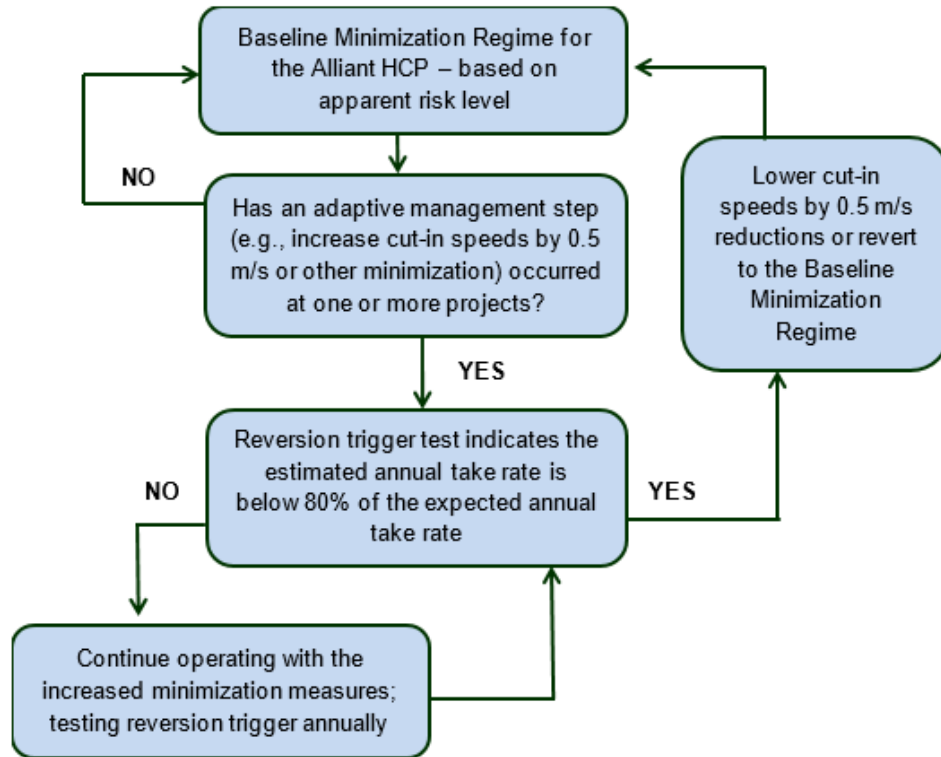 Baseline Minimization Regime for
the Alliant HCP – based on
apparent risk level
NO
Has an adaptive management step
(e.g., increase cut-in speeds by 0.5
m/s or other minimization) occurred
at one or more projects?
Lower cut-in
speeds by 0.5 m/s
reductions or revert
to the Baseline
Minimization
Regime
YES
Reversion trigger test indicates the
estimated annual take rate is
below 80% of the expected annual
take rate
NO
YES
Continue operating with the
increased minimization measures;
testing reversion trigger annually